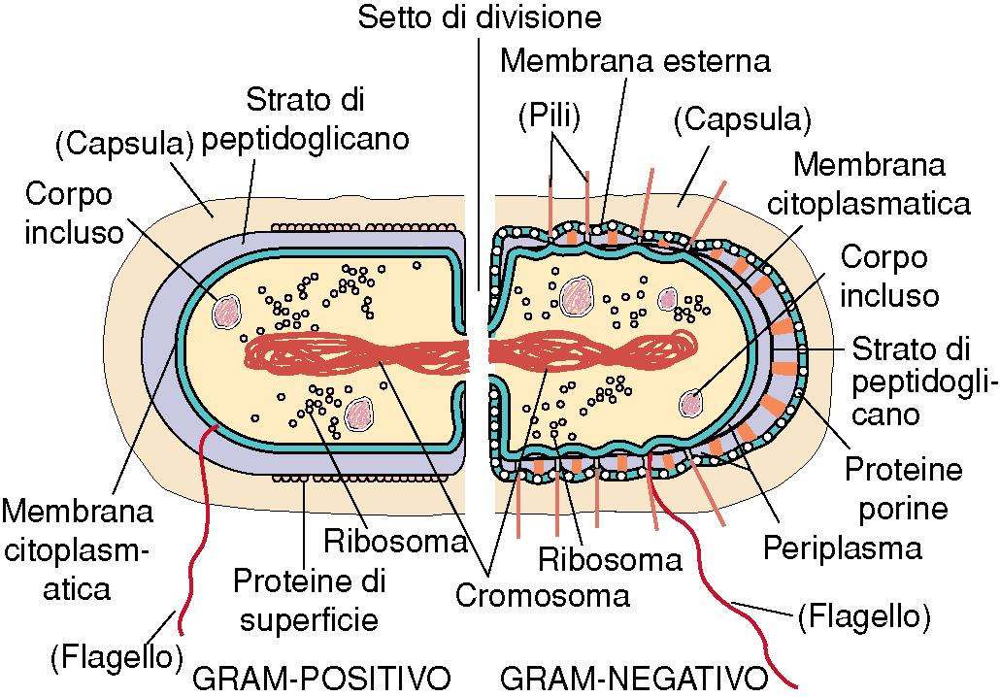 Setto di divisione
Membrana esterna
Strato di
peptidoglicano
(Capsula)
(Pili)
(Capsula)
Corpo
incluso
Membrana
citoplasmatica
Corpo
incluso
Strato di
peptidogli-
cano
Proteine
porine
Membrana
citoplasm-
atica
Ribosoma
Proteine di
superficie
Cromosoma
Ribosoma
Periplasma
(Flagello)
(Flagello)
GRAM-POSITIVO
GRAM-NEGATIVO